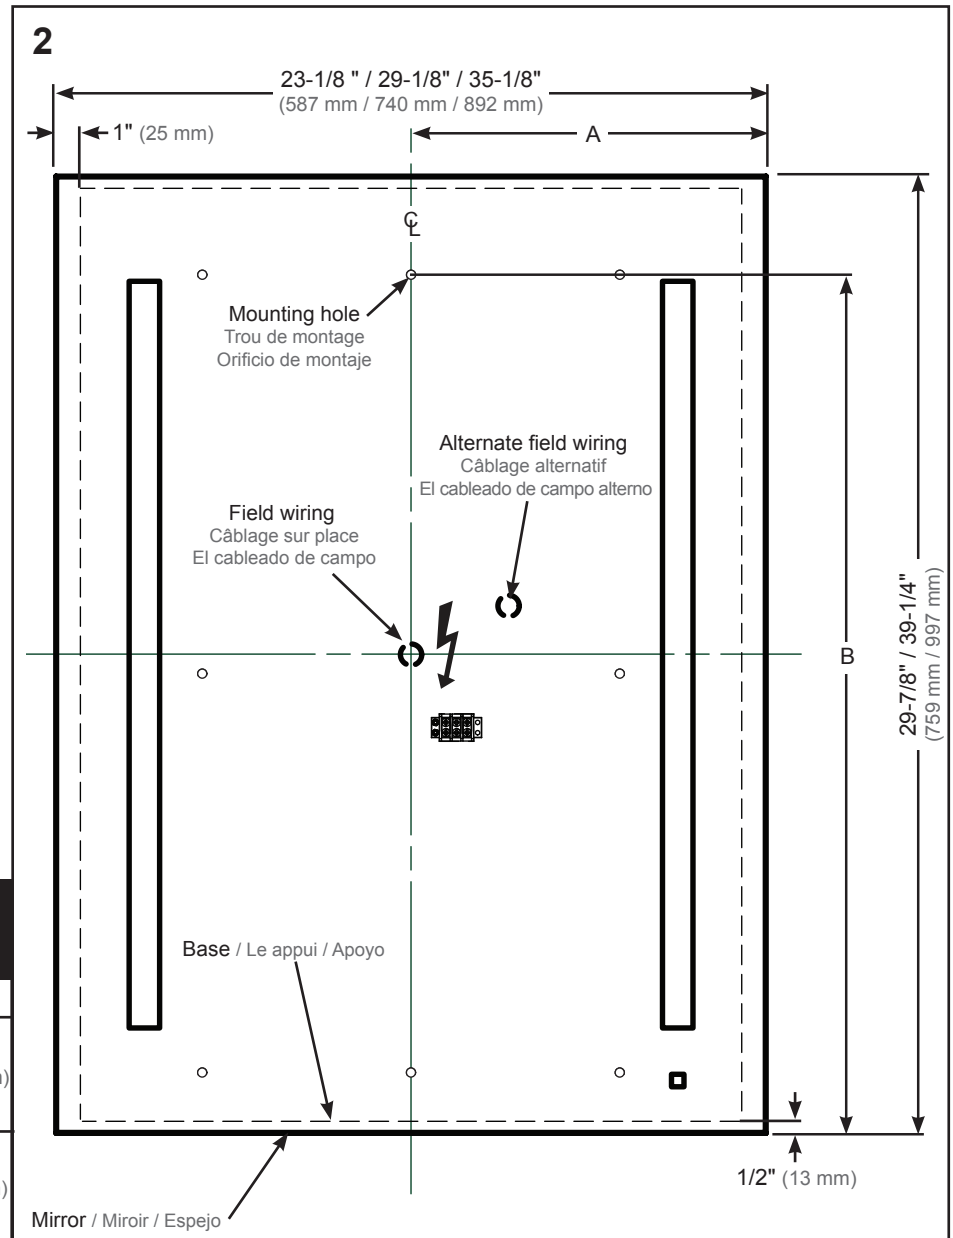 2
23-1/8 " / 29-1/8" / 35-1/8"
(587 mm / 740 mm / 892 mm)
1" (25 mm)
A
℄
Mounting hole
Trou de montage
Orificio de montaje
Alternate field wiring
Câblage alternatif
El cableado de campo alterno
Field wiring
Câblage sur place
El cableado de campo
B
29-7/8" / 39-1/4"
(759 mm / 997 mm)
Base / Le appui / Apoyo
1/2" (13 mm)
Mirror / Miroir / Espejo